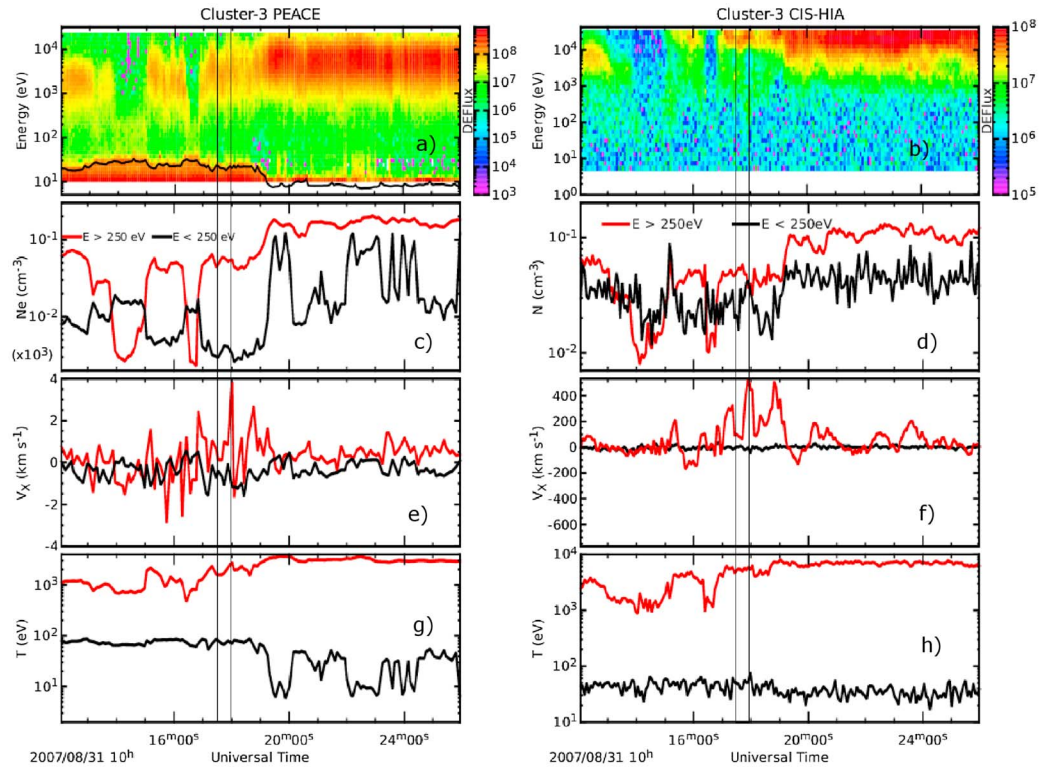 Cluster-3 PEACE
Cluster-3 CIS-HIA
Energy (eV)
10⁴
10³
10²
10¹
a)
10⁸
10⁷
10⁶
10⁵
10⁴
10³
DEFlux
Energy (eV)
10⁴
10³
10²
10¹
10⁰
b)
10⁸
10⁷
10⁶
10⁵
DEFlux
Ne (cm⁻³)
10⁻¹
10⁻²
(x10³)
E > 250 eV
E < 250 eV
c)
N (cm⁻³)
10⁻¹
10⁻²
E > 250eV
E < 250eV
d)
Vₓ (km s⁻¹)
4
2
0
-2
-4
e)
Vₓ (km s⁻¹)
400
200
0
-200
-400
-600
f)
T (eV)
10³
10²
10¹
g)
T (eV)
10⁴
10³
10²
10¹
h)
16ᵐ00ˢ
20ᵐ00ˢ
24ᵐ00ˢ
2007/08/31 10ʰ
Universal Time
16ᵐ00ˢ
20ᵐ00ˢ
24ᵐ00ˢ
2007/08/31 10ʰ
Universal Time